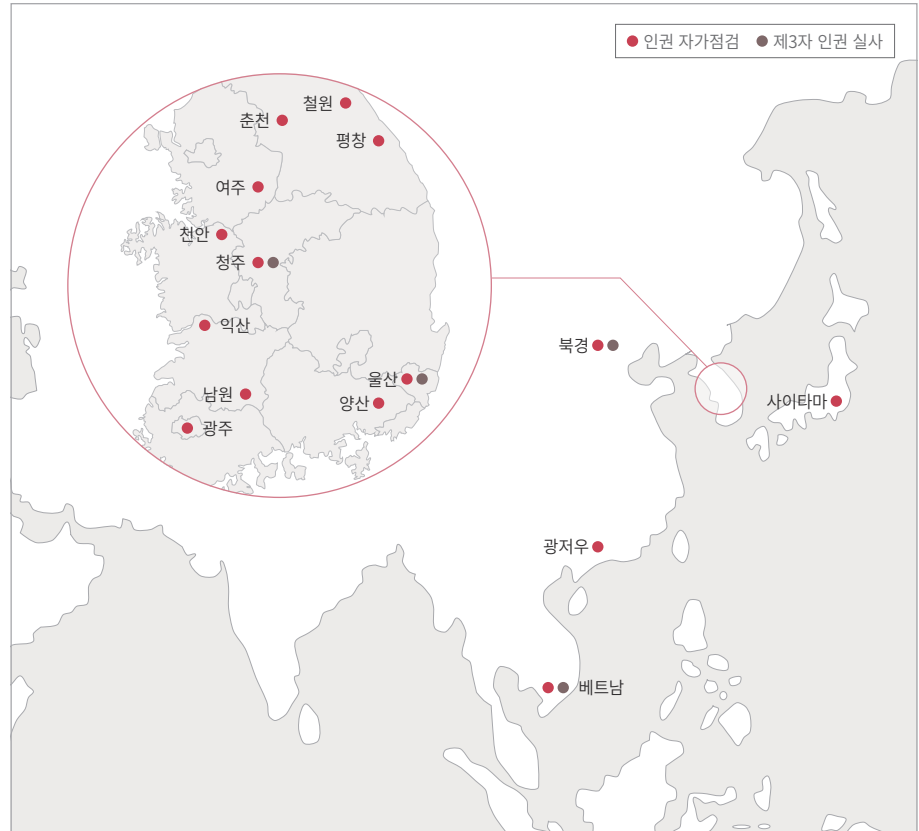 인권 자가점검 제3자 인권 실사
철원
춘천
평창
여주
천안
청주
익산
북경
울산
남원
양산
사이타마
광주
광저우
베트남